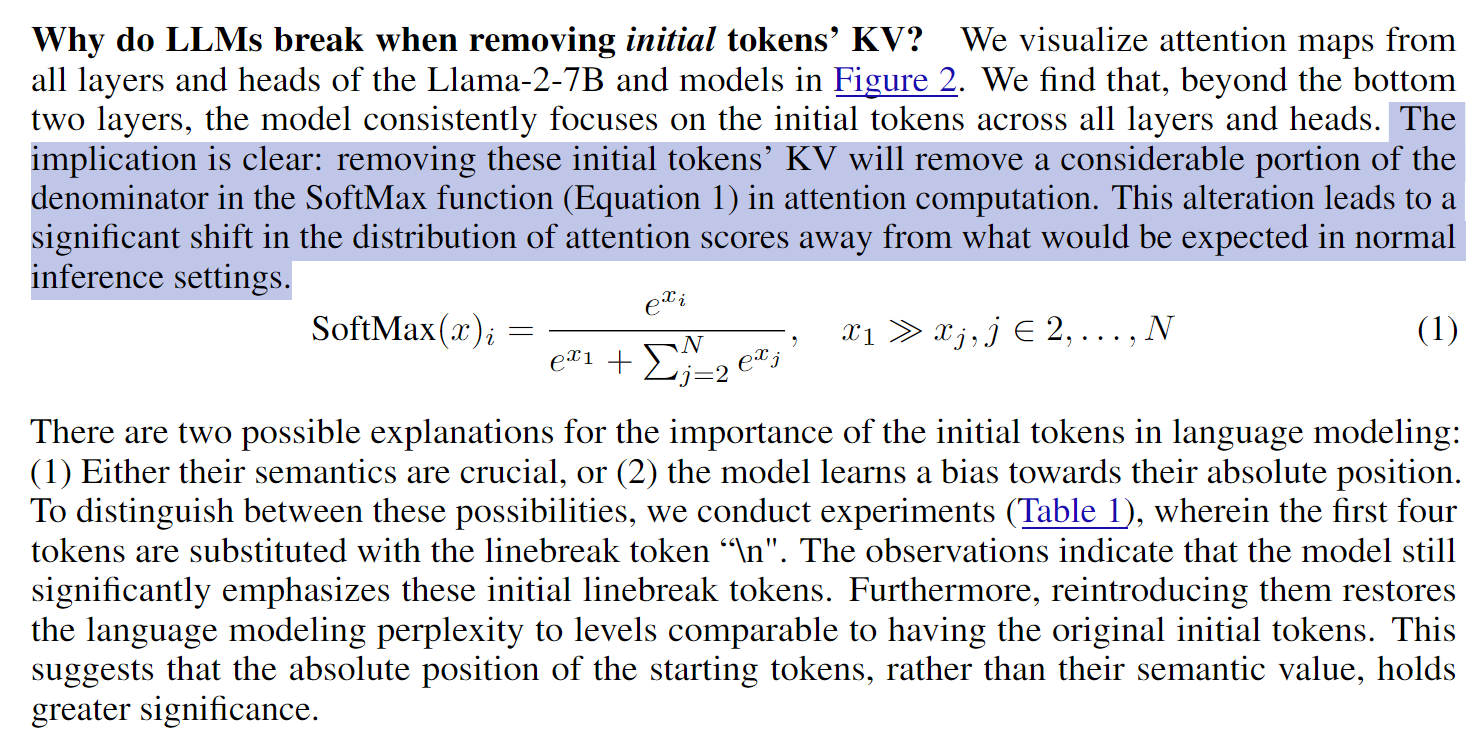 Why do LLMs break when removing initial tokens’ KV? We visualize attention maps from
all layers and heads of the Llama-2-7B and models in Figure 2. We find that, beyond the bottom
two layers, the model consistently focuses on the initial tokens across all layers and heads. The
implication is clear: removing these initial tokens’ KV will remove a considerable portion of the
denominator in the SoftMax function (Equation 1) in attention computation. This alteration leads to a
significant shift in the distribution of attention scores away from what would be expected in normal
inference settings.
SoftMax(x)_i = \frac{e^{x_i}}{e^{x_1} + \sum_{j=2}^{N} e^{x_j}}, x_1 ≫ x_j, j ∈ 2, . . . , N (1)
There are two possible explanations for the importance of the initial tokens in language modeling:
(1) Either their semantics are crucial, or (2) the model learns a bias towards their absolute position.
To distinguish between these possibilities, we conduct experiments (Table 1), wherein the first four
tokens are substituted with the linebreak token “\n". The observations indicate that the model still
significantly emphasizes these initial linebreak tokens. Furthermore, reintroducing them restores
the language modeling perplexity to levels comparable to having the original initial tokens. This
suggests that the absolute position of the starting tokens, rather than their semantic value, holds
greater significance.